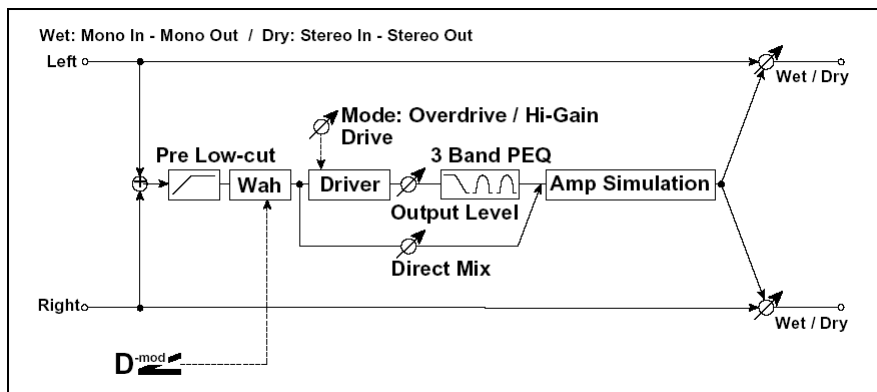 Wet: Mono In - Mono Out / Dry: Stereo In - Stereo Out
Left
Wet / Dry
Mode: Overdrive / Hi-Gain
Drive
Pre Low-cut
3 Band PEQ
Wah
Driver
Amp Simulation
Output Level
Direct Mix
Right
Wet / Dry
D-mod